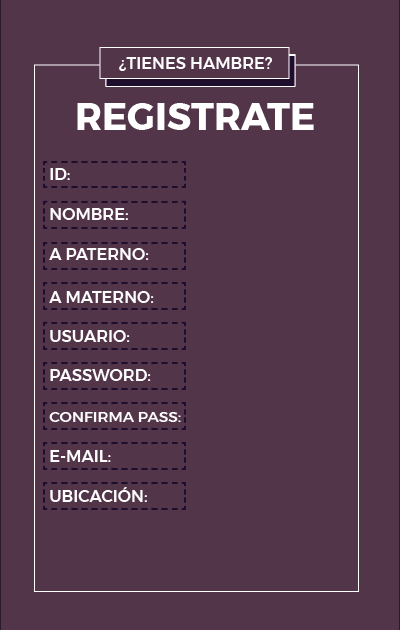 ¿TIENES HAMBRE?
REGISTRATE
ID:
NOMBRE:
A PATERNO:
A MATERNO:
USUARIO:
PASSWORD:
CONFIRMA PASS:
E-MAIL:
UBICACIÓN: